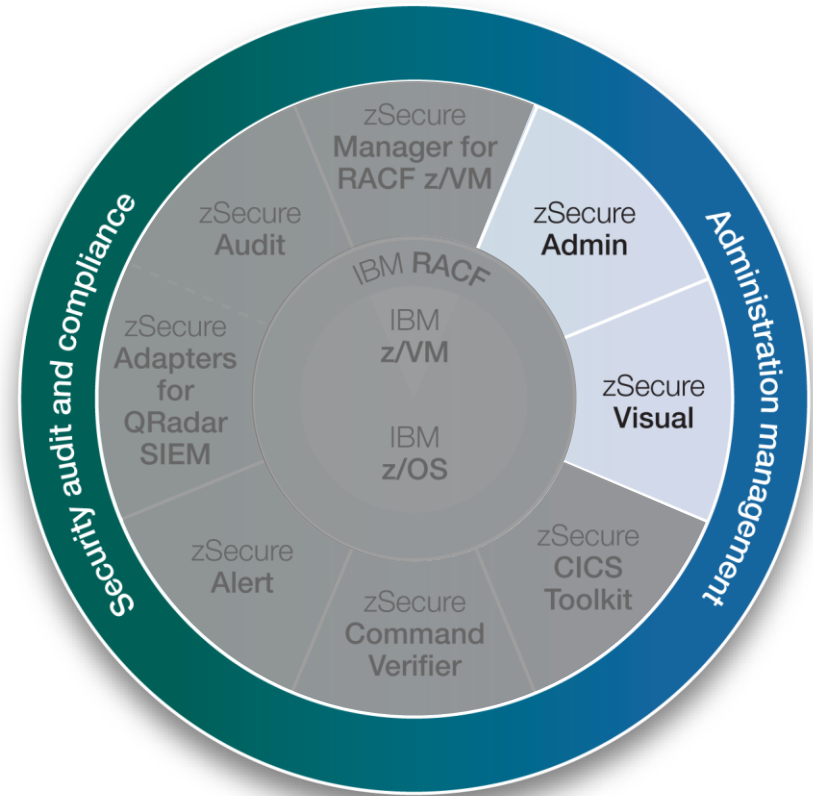 zSecure
Manager for
RACF z/VM
zSecure
Admin
zSecure
Visual
zSecure
CICS
Toolkit
zSecure
Command
Verifier
zSecure
Alert
zSecure
Adapters
for
QRadar
SIEM
zSecure
Audit
IBM RACF
IBM
z/VM
IBM
z/OS
Security audit and compliance
Administration management